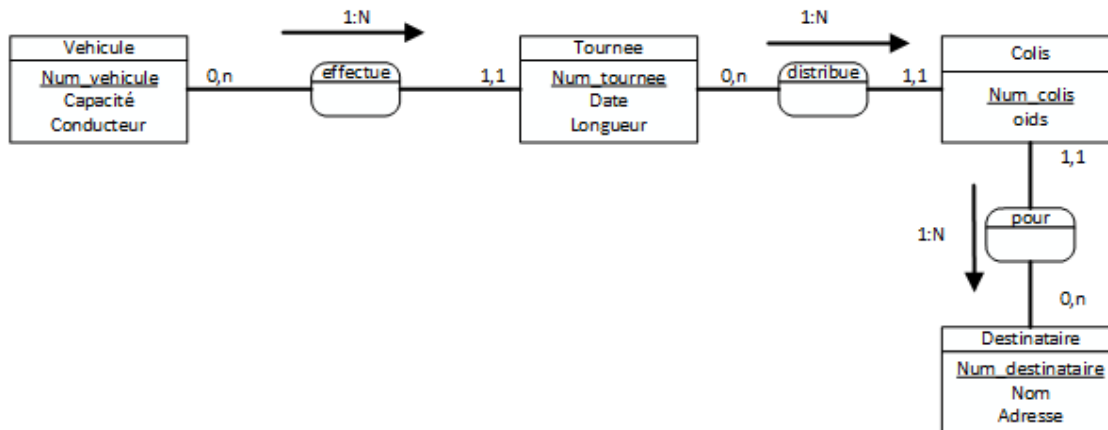 1:N
1:N
Vehicule
Num_vehicule
Capacité
Conducteur
0,n
effectue
1,1
Tournee
Num_tournee
Date
Longueur
0,n
distribue
1,1
Colis
Num_colis
oids
1,1
pour
1:N
0,n
Destinataire
Num_destinataire
Nom
Adresse